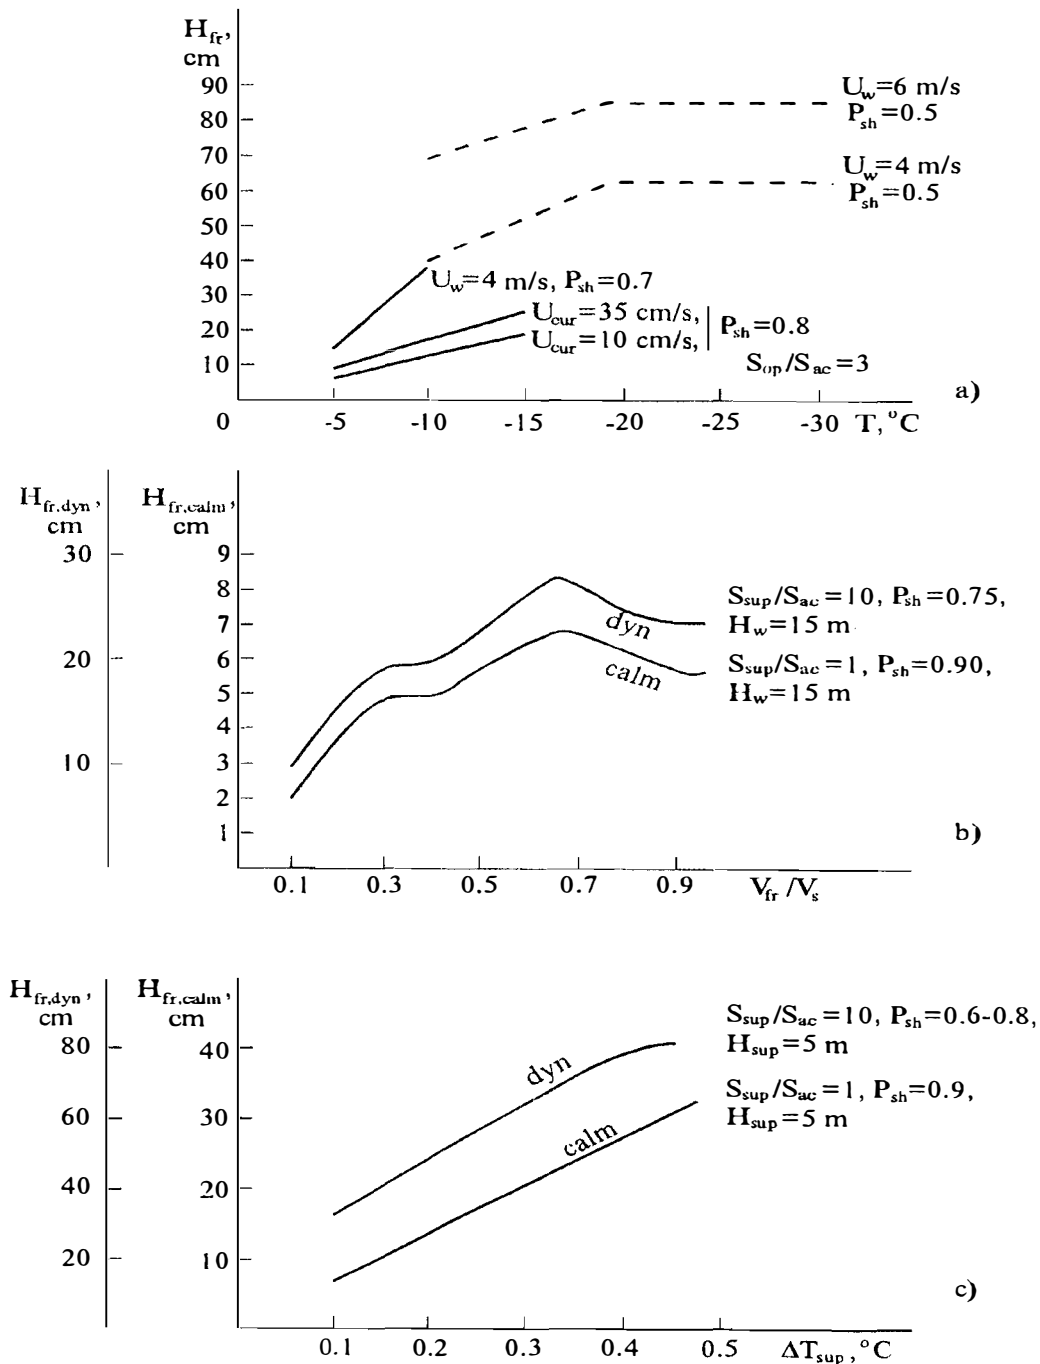 H_fr,
cm
90
80
70
60
50
40
30
20
10
0
U_w=6 m/s
P_sh=0.5
U_w=4 m/s
P_sh=0.5
U_w=4 m/s, P_sh=0.7
U_cur=35 cm/s,
U_cur=10 cm/s,
P_sh=0.8
S_op/S_ac=3
a)
-5 -10 -15 -20 -25 -30 T, °C
H_fr,dyn,
cm
30
20
10
H_fr,calm,
cm
9
8
7
6
5
4
3
2
1
dyn
calm
S_sup/S_ac=10, P_sh=0.75,
H_w=15 m
S_sup/S_ac=1, P_sh=0.90,
H_w=15 m
b)
0.1 0.3 0.5 0.7 0.9 V_fr/V_s
H_fr,dyn,
cm
80
60
40
20
H_fr,calm,
cm
40
30
20
10
dyn
calm
S_sup/S_ac=10, P_sh=0.6-0.8,
H_sup=5 m
S_sup/S_ac=1, P_sh=0.9,
H_sup=5 m
c)
0.1 0.2 0.3 0.4 0.5 ΔT_sup, °C